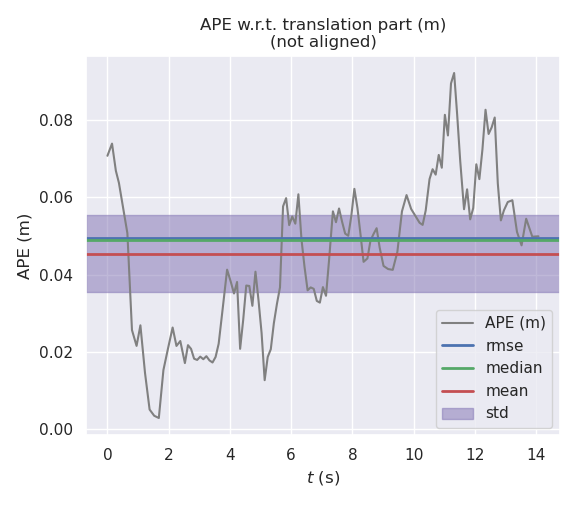 APE w.r.t. translation part (m)
(not aligned)
APE (m)
0.08
0.06
0.04
0.02
0.00
0 2 4 6 8 10 12 14
t (s)
APE (m)
rmse
median
mean
std